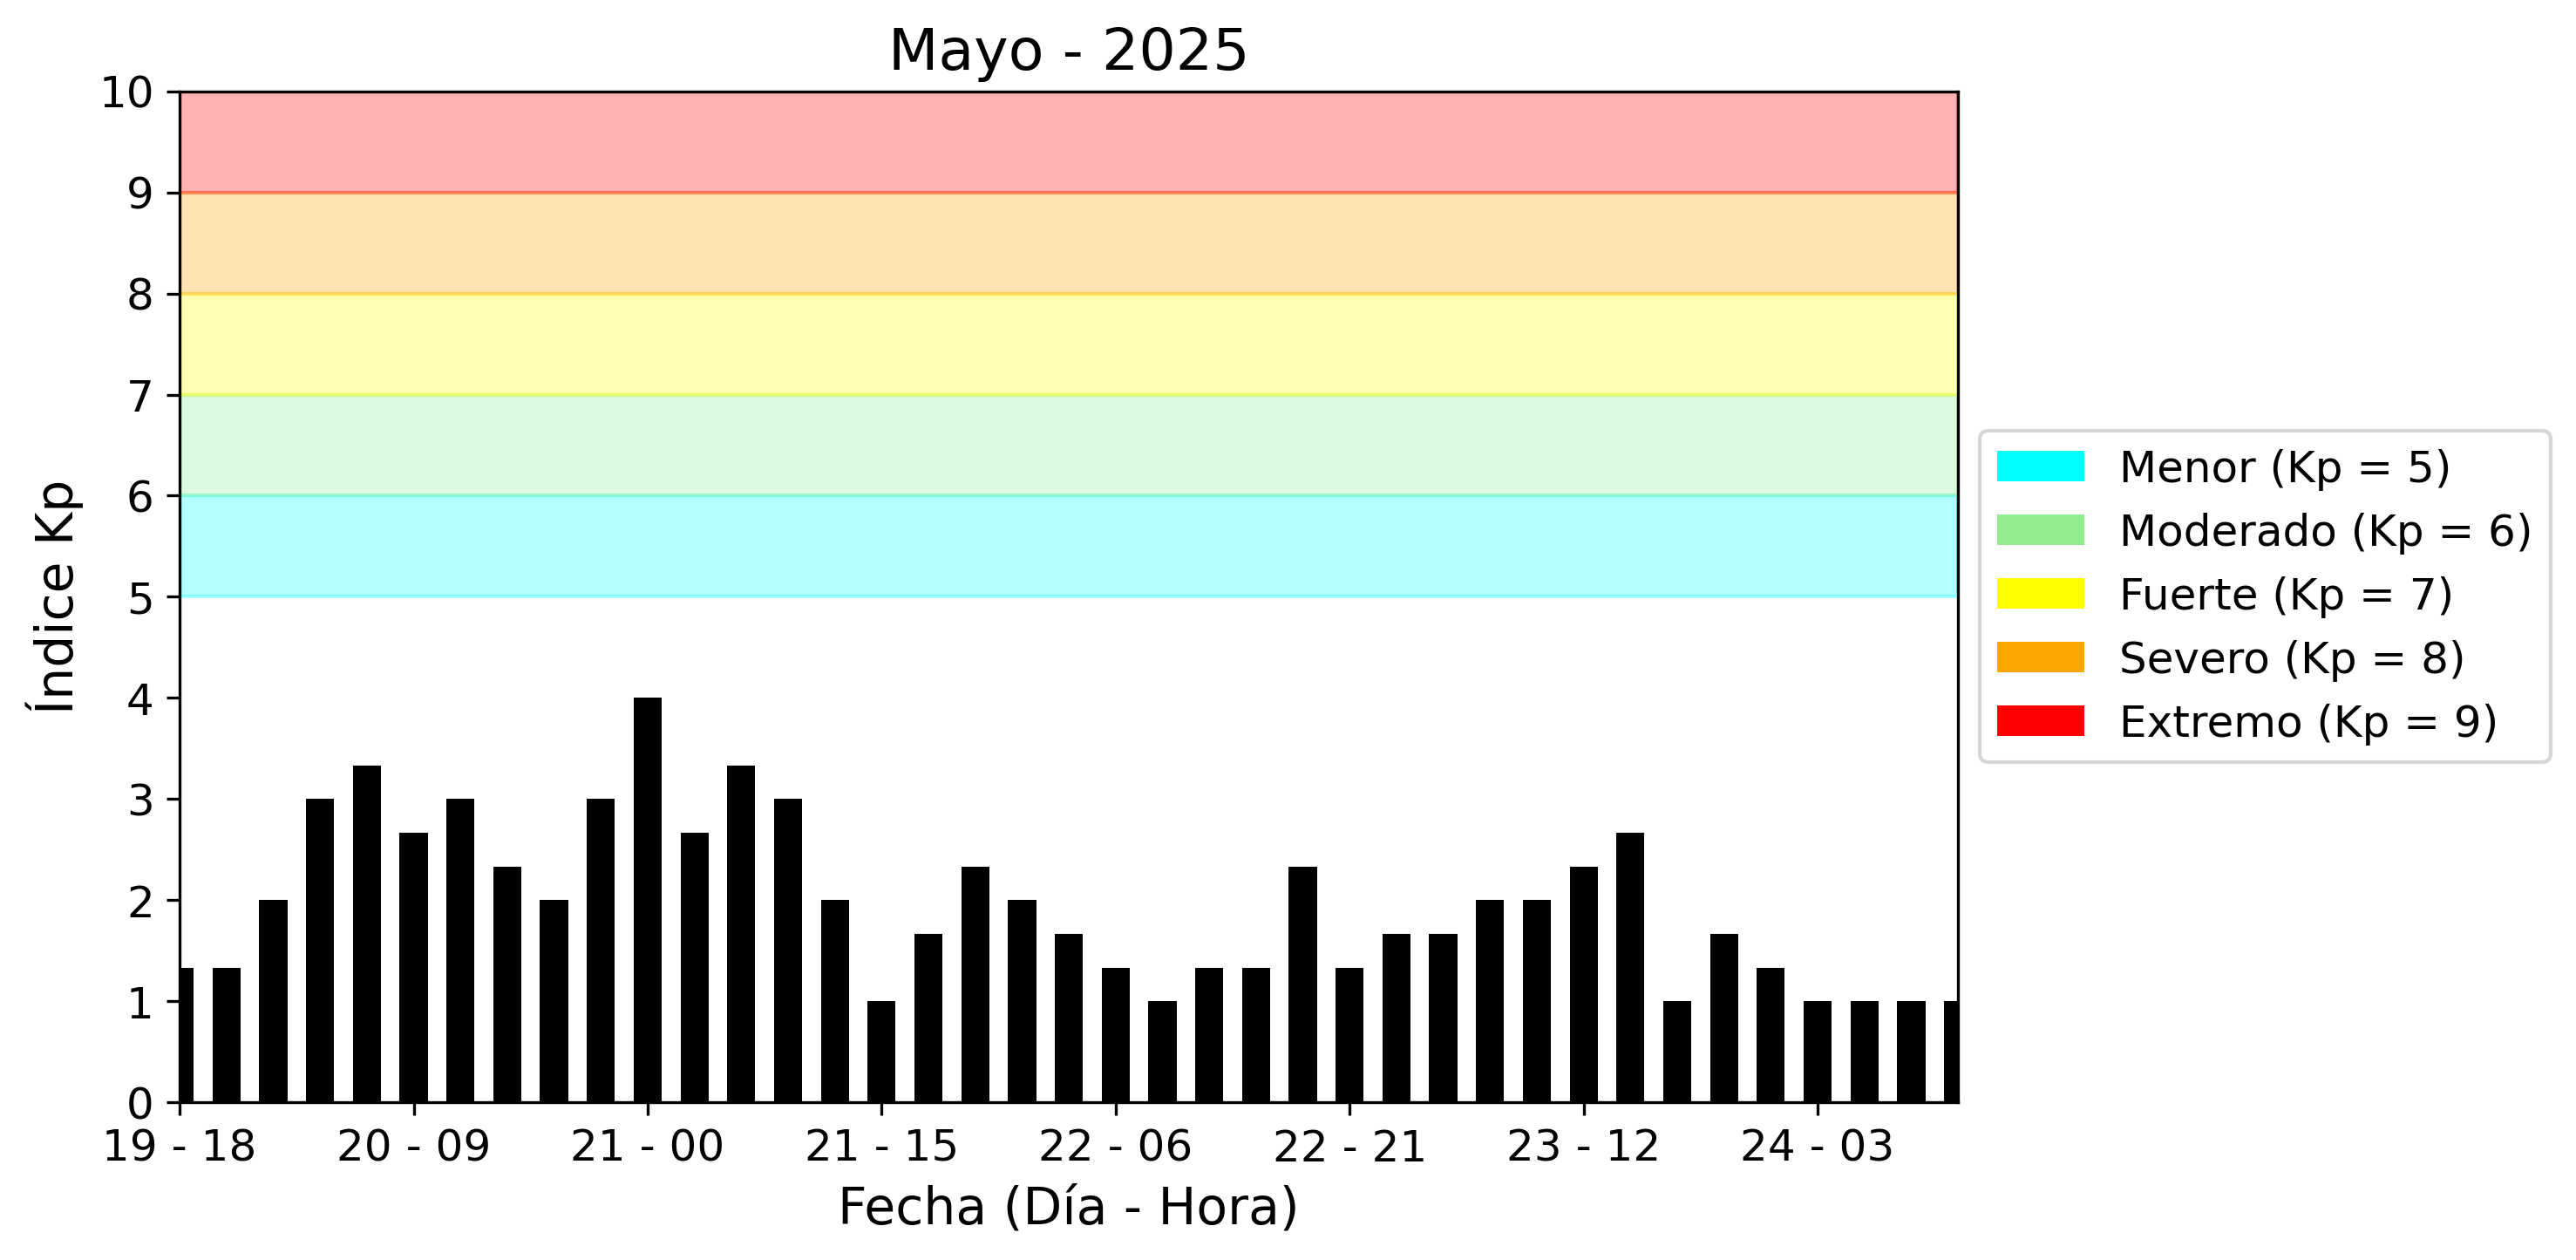 Mayo - 2025
Índice Kp
10
9
8
7
6
5
4
3
2
1
0
19 - 18
20 - 09
21 - 00
21 - 15
22 - 06
22 - 21
23 - 12
24 - 03
Fecha (Día - Hora)
Menor (Kp = 5)
Moderado (Kp = 6)
Fuerte (Kp = 7)
Severo (Kp = 8)
Extremo (Kp = 9)